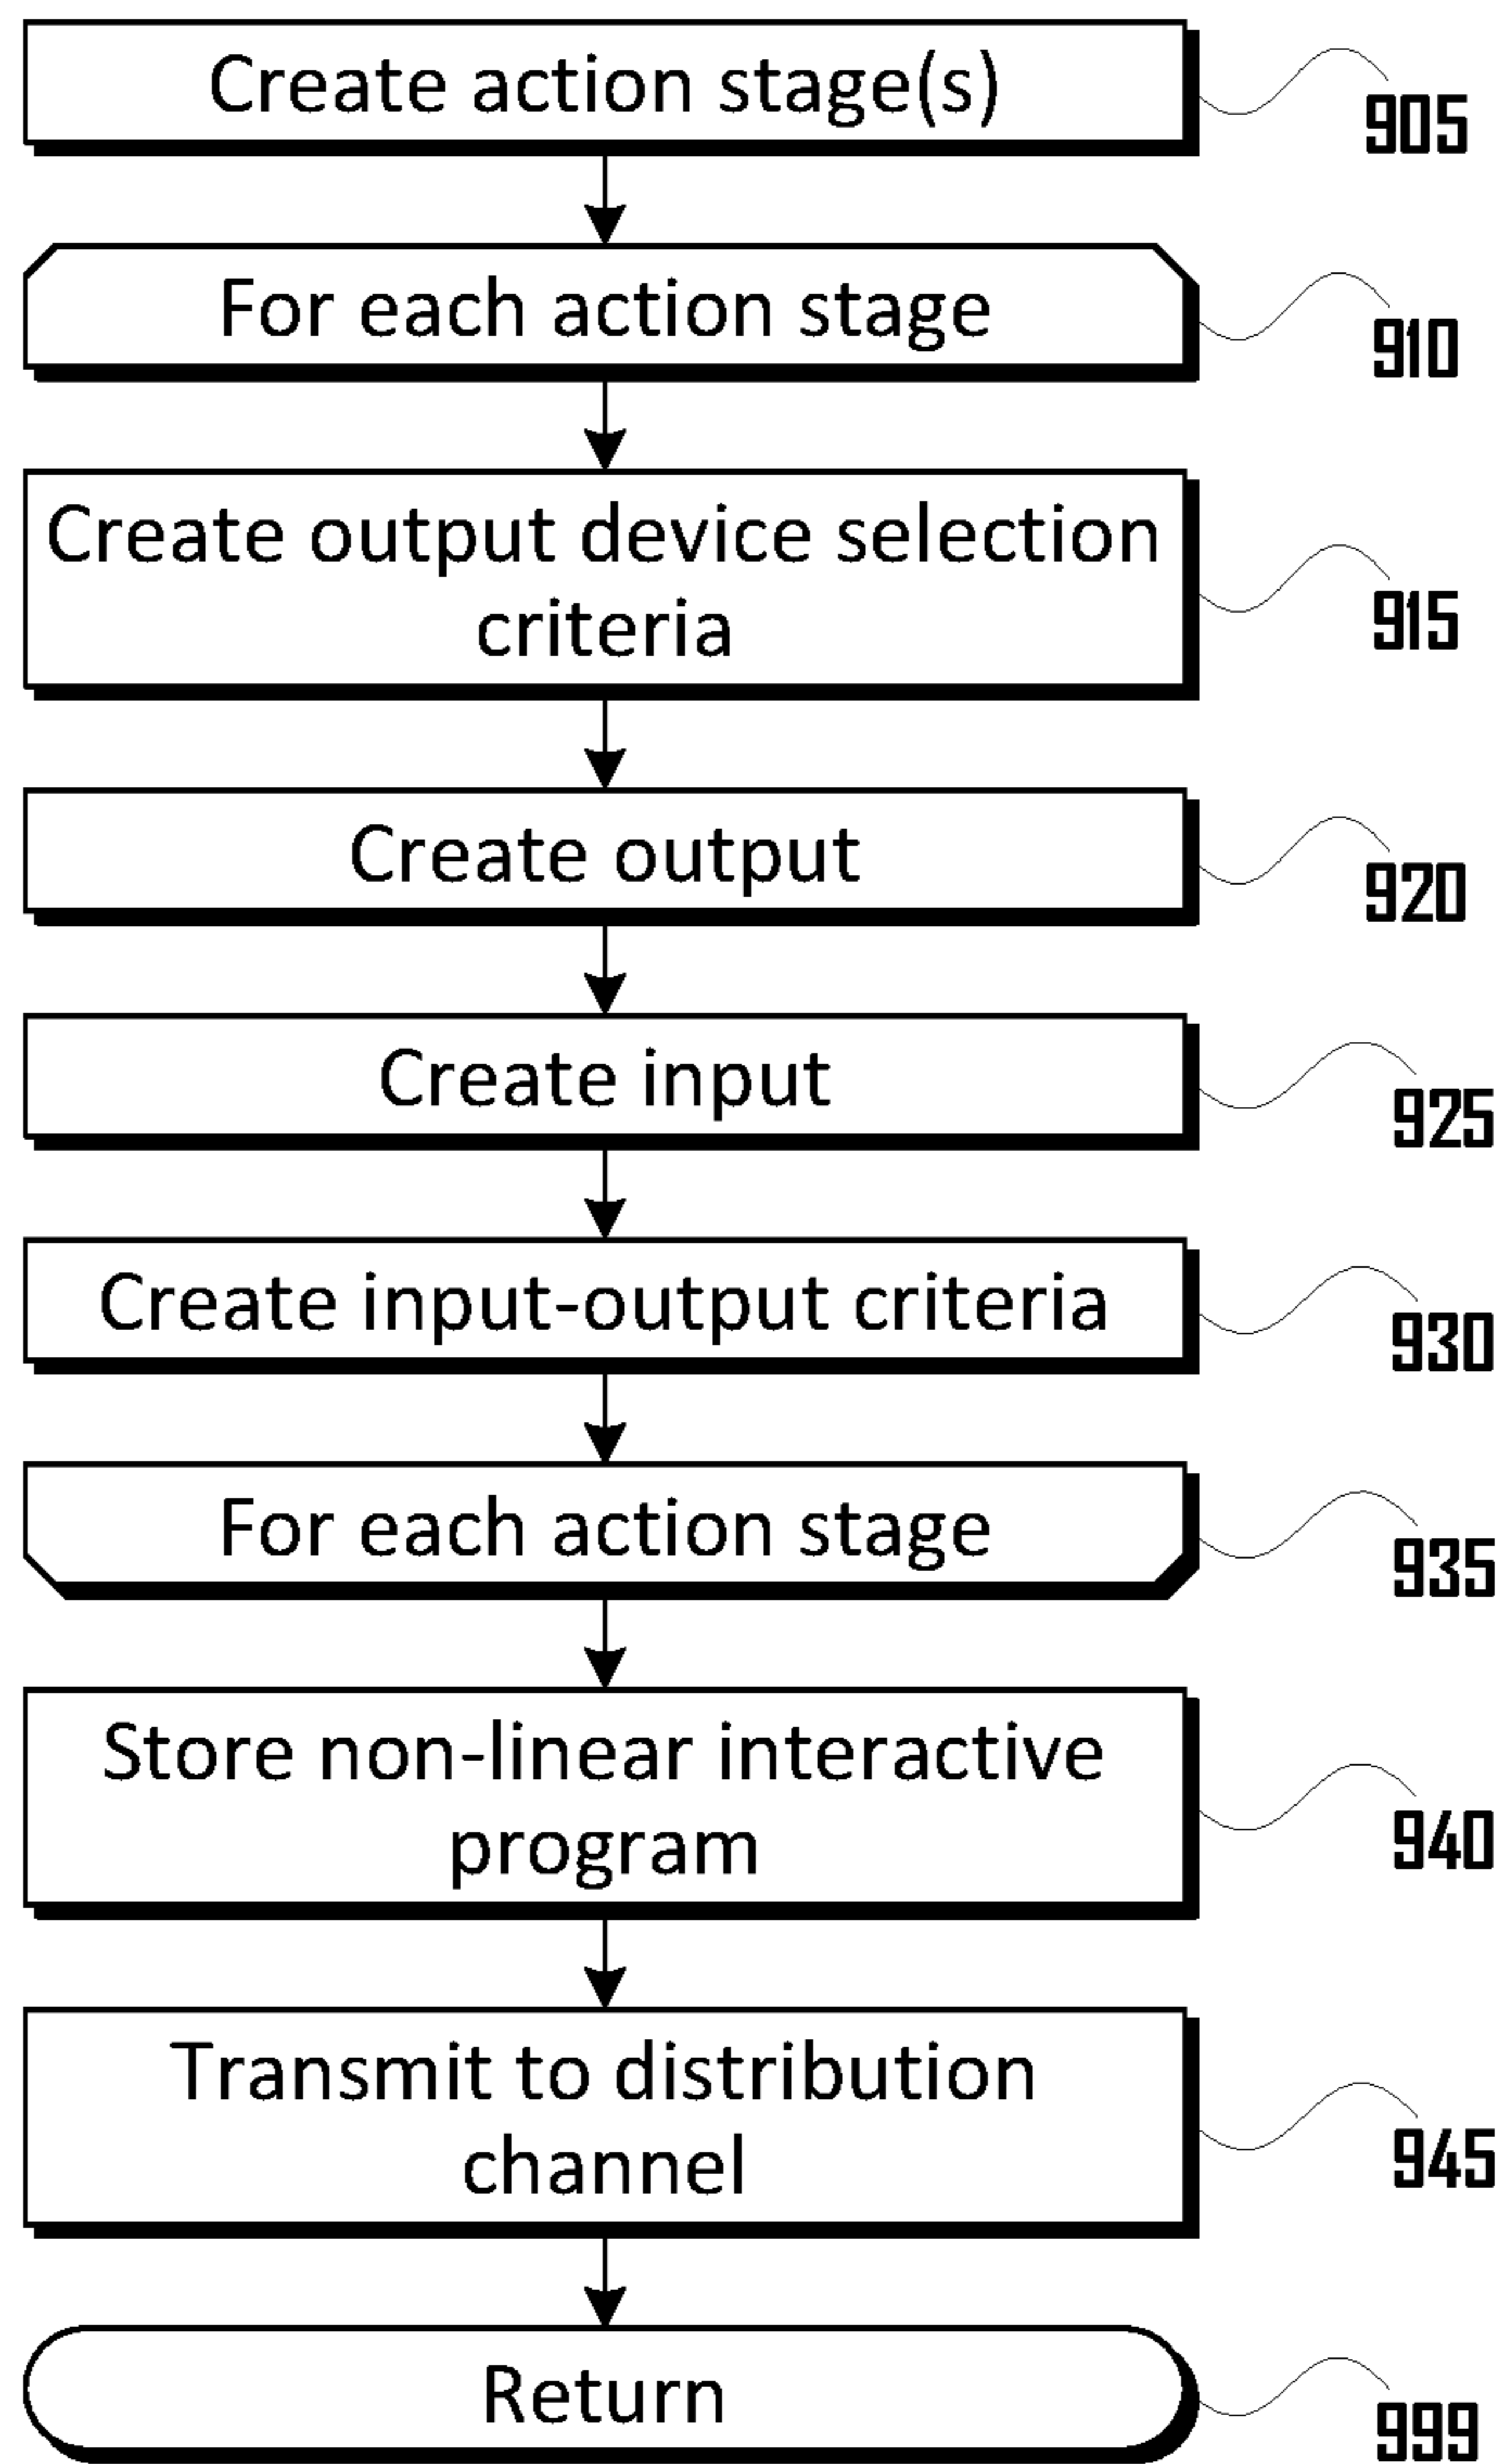 Create action stage(s)
905
For each action stage
910
Create output device selection
criteria
915
Create output
920
Create input
925
Create input-output criteria
930
For each action stage
935
Store non-linear interactive
program
940
Transmit to distribution
channel
945
Return
999